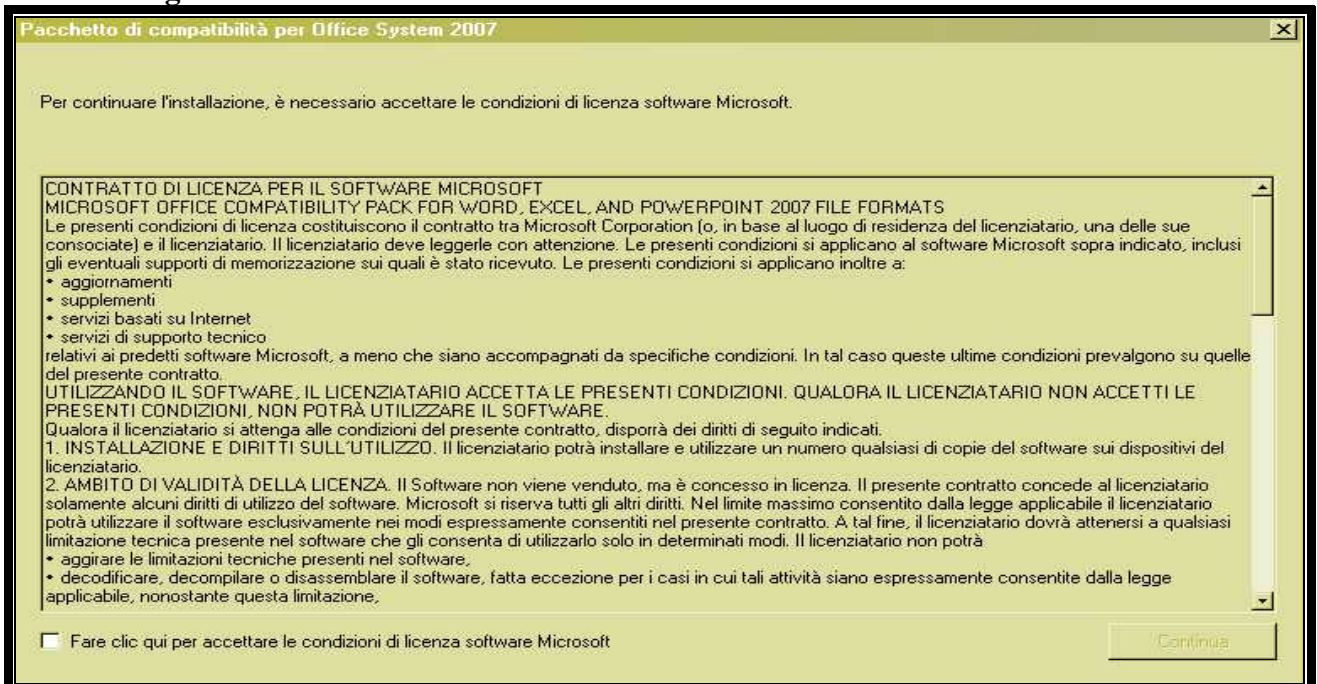 Pacchetto di compatibilità per Office System 2007
Per continuare l'installazione, è necessario accettare le condizioni di licenza software Microsoft.
CONTRATTO DI LICENZA PER IL SOFTWARE MICROSOFT
MICROSOFT OFFICE COMPATIBILITY PACK FOR WORD, EXCEL, AND POWERPOINT 2007 FILE FORMATS
Le presenti condizioni di licenza costituiscono il contratto tra Microsoft Corporation (o, in base al luogo di residenza del licenziatario, una delle sue
consociate) e il licenziatario. Il licenziatario deve leggerle con attenzione. Le presenti condizioni si applicano al software Microsoft sopra indicato, inclusi
gli eventuali supporti di memorizzazione sui quali è stato ricevuto. Le presenti condizioni si applicano inoltre a:
• aggiornamenti
• supplementi
• servizi basati su Internet
• servizi di supporto tecnico
relativi ai predetti software Microsoft, a meno che siano accompagnati da specifiche condizioni. In tal caso queste ultime condizioni prevalgono su quelle
del presente contratto.
UTILIZZANDO IL SOFTWARE, IL LICENZIATARIO ACCETTA LE PRESENTI CONDIZIONI. QUALORA IL LICENZIATARIO NON ACCETTI LE
PRESENTI CONDIZIONI, NON POTRÀ UTILIZZARE IL SOFTWARE.
Qualora il licenziatario si attenga alle condizioni del presente contratto, disporrà dei diritti di seguito indicati.
1. INSTALLAZIONE E DIRITTI SULL'UTILIZZO. Il licenziatario potrà installare e utilizzare un numero qualsiasi di copie del software sui dispositivi del
licenziatario.
2. AMBITO DI VALIDITÀ DELLA LICENZA. Il Software non viene venduto, ma è concesso in licenza. Il presente contratto concede al licenziatario
solamente alcuni diritti di utilizzo del software. Microsoft si riserva tutti gli altri diritti. Nel limite massimo consentito dalla legge applicabile il licenziatario
potrà utilizzare il software esclusivamente nei modi espressamente consentiti nel presente contratto. A tal fine, il licenziatario dovrà attenersi a qualsiasi
limitazione tecnica presente nel software che gli consenta di utilizzarlo solo in determinati modi. Il licenziatario non potrà
• aggirare le limitazioni tecniche presenti nel software,
• decodificare, decompilare o disassemblare il software, fatta eccezione per i casi in cui tali attività siano espressamente consentite dalla legge
applicabile, nonostante questa limitazione,
Fare clic qui per accettare le condizioni di licenza software Microsoft
Continua